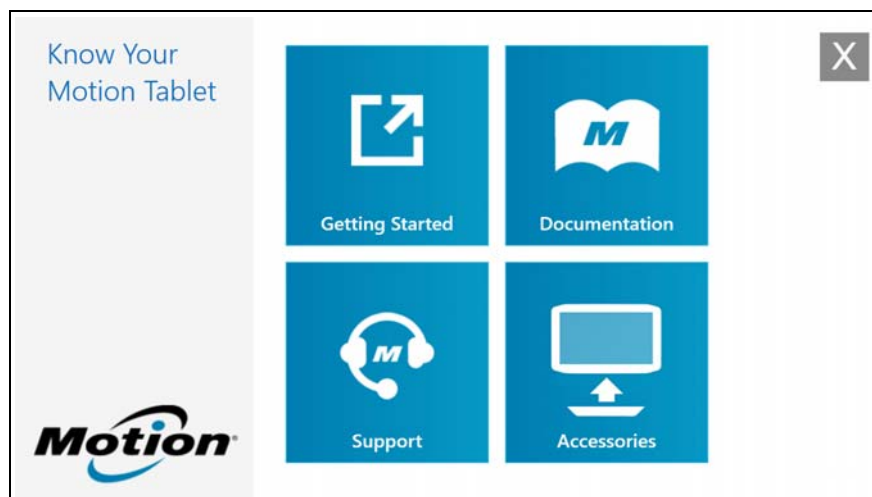 Know Your
Motion Tablet
X
Getting Started
M
Documentation
M
Support
Accessories
Motion